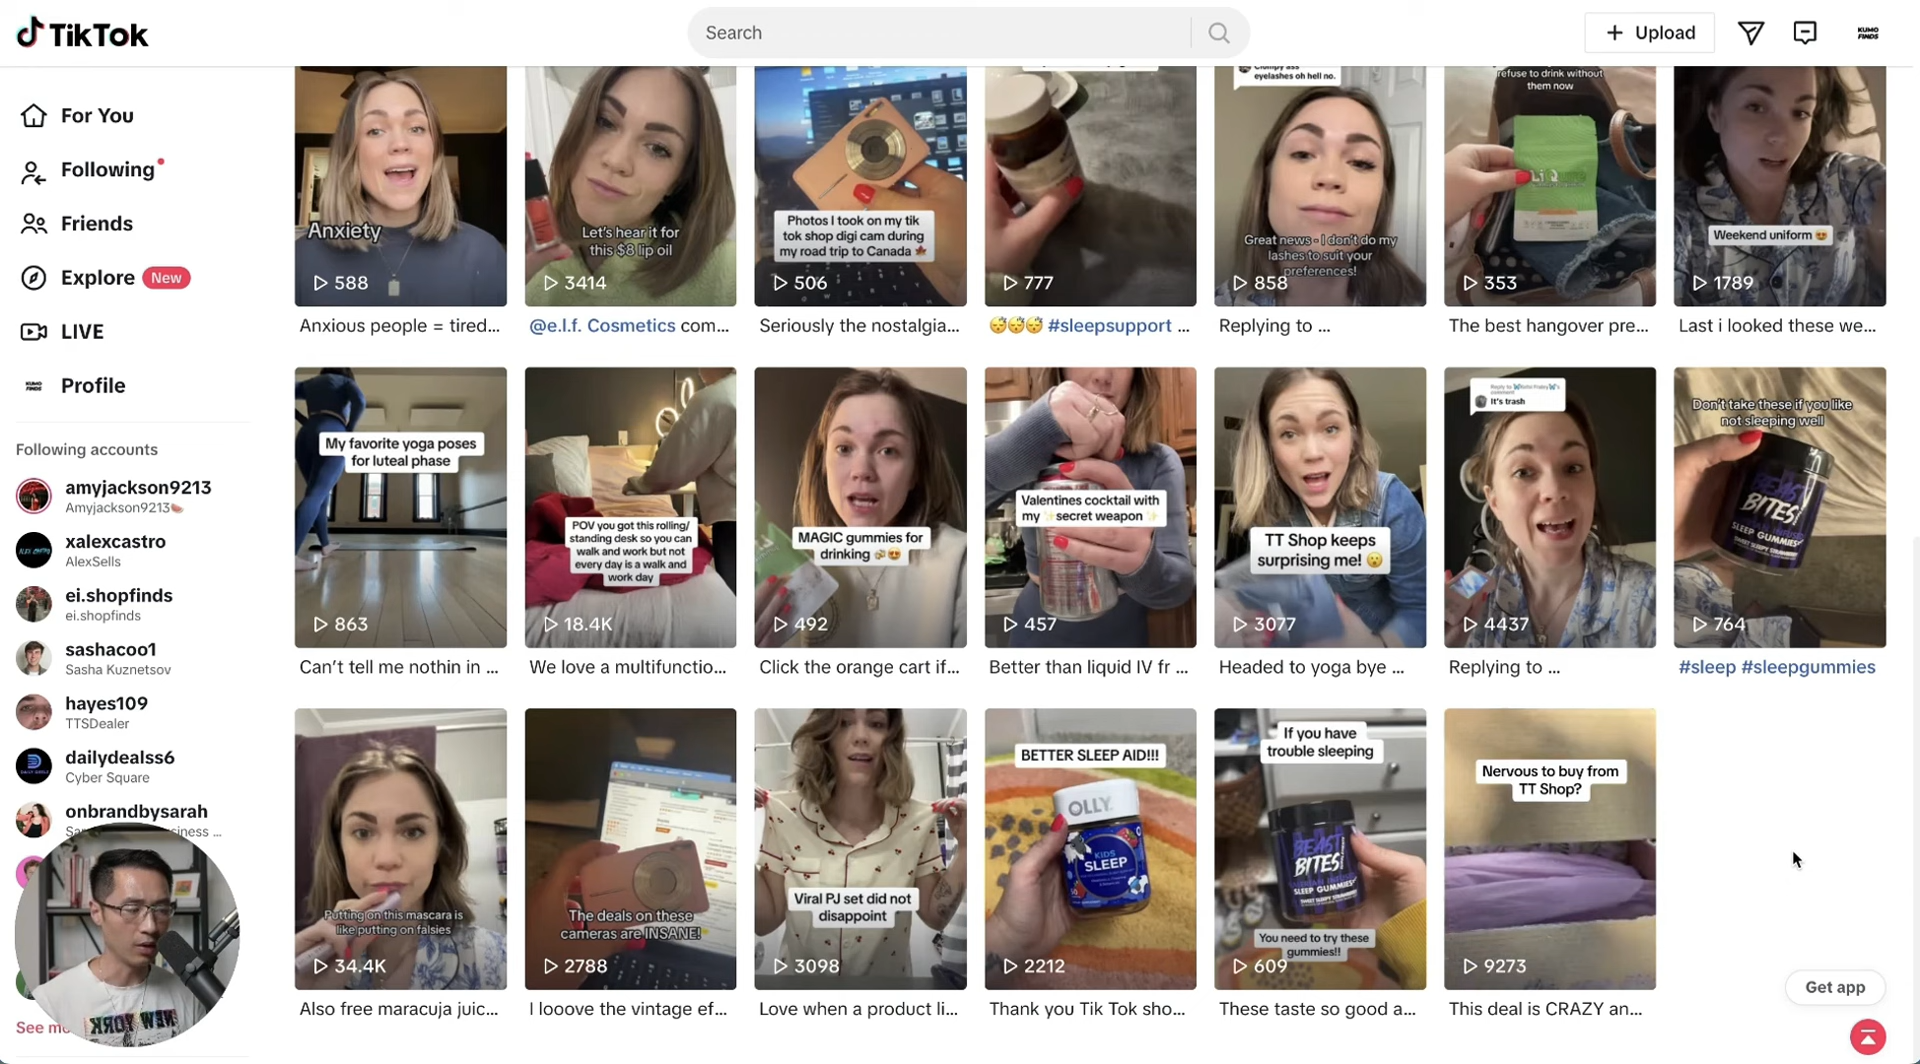 TikTok
Search
Upload
KUMO
FINDS
For You
Following
Friends
Explore
New
LIVE
Profile
Following accounts
amyjackson9213
Amyjackson9213🍉
xalexcastro
AlexSells
ei.shopfinds
ei.shopfinds
sashacoo1
Sasha Kuznetsov
hayes109
TTSDealer
dailydealss6
Cyber Square
onbrandbysarah
NEW YORK
Anxiety
588
Anxious people = tired...
Let's hear it for
this $8 lip oil
3414
@e.l.f. Cosmetics com...
Photos I took on my tik
tok shop digi cam during
my road trip to Canada 🍁
506
Seriously the nostalgia...
777
😴😴😴 #sleepsupport ...
eyelashes oh hell no.
Great news - I don't do my
lashes to suit your
preferences!
858
Replying to ...
refuse to drink without
them now
353
The best hangover pre...
Weekend uniform 😍
1789
Last i looked these we...
My favorite yoga poses
for luteal phase
863
Can't tell me nothin in ...
POV you got this rolling/
standing desk so you can
walk and work but not
every day is a walk and
work day
18.4K
We love a multifunctio...
MAGIC gummies for
drinking 🍻😍
492
Click the orange cart if...
Valentines cocktail with
my ✨secret weapon✨
457
Better than liquid IV fr ...
TT Shop keeps
surprising me! 😮
3077
Headed to yoga bye ...
It's trash
4437
Replying to ...
Don't take these if you like
not sleeping well
BEAST
BITES
SLEEP GUMMIES
764
#sleep #sleepgummies
Putting on this mascara is
like putting on falsies
34.4K
Also free maracuja juic...
The deals on these
cameras are INSANE!
2788
I looove the vintage ef...
Viral PJ set did not
disappoint
3098
Love when a product li...
BETTER SLEEP AID!!!
OLLY
KIDS
SLEEP
2212
Thank you Tik Tok sho...
If you have
trouble sleeping
BEAST
BITES
SLEEP GUMMIES
You need to try these
gummies!!
609
These taste so good a...
Nervous to buy from
TT Shop?
9273
This deal is CRAZY an...
Get app